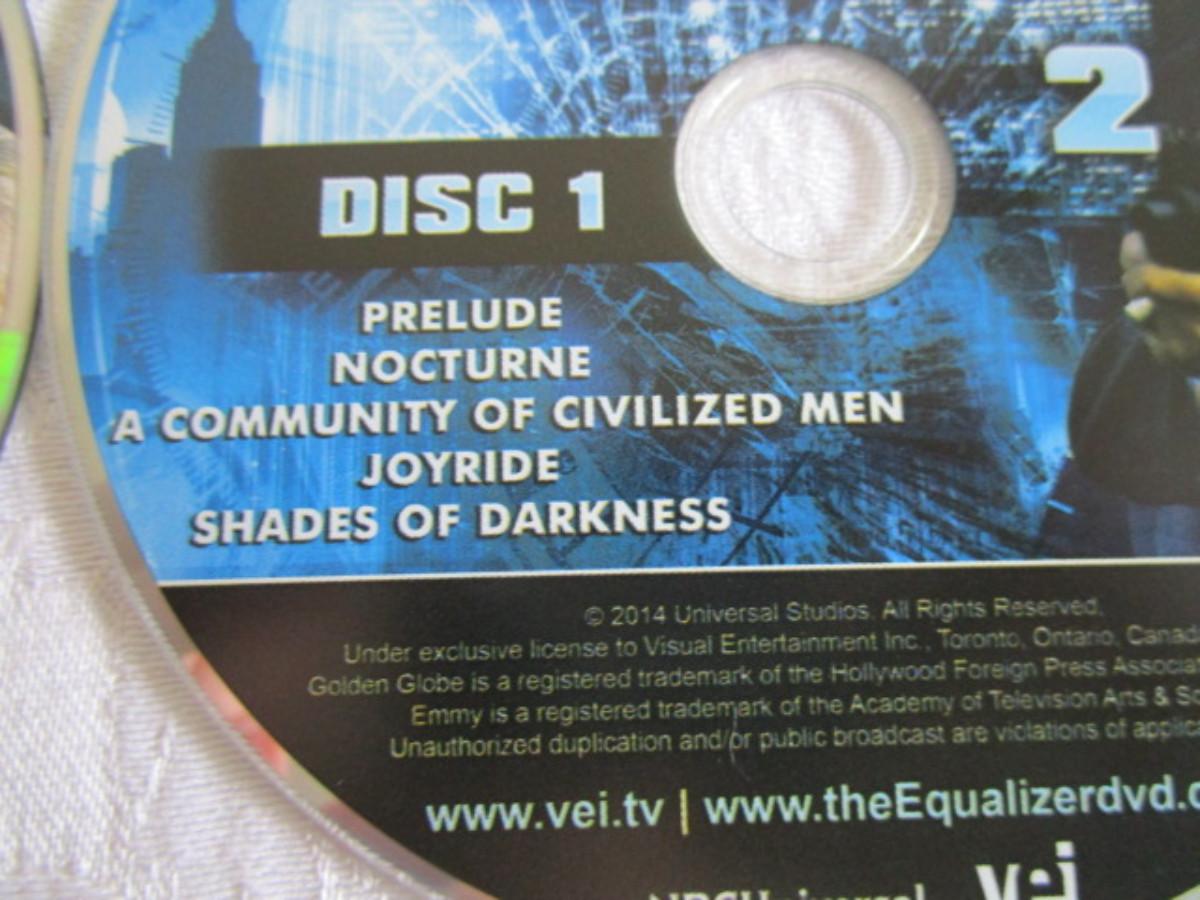 2
DISC 1
PRELUDE
NOCTURNE
A COMMUNITY OF CIVILIZED MEN
JOYRIDE
SHADES OF DARKNESS
© 2014 Universal Studios. All Rights Reserved.
Under exclusive license to Visual Entertainment Inc., Toronto, Ontario,
Golden Globe is a registered trademark of the Hollywood Foreign Press
Emmy is a registered trademark of the Academy of Television Arts &
Unauthorized duplication and/or public broadcast are violations of
www.vei.tv | www.theEqualizerdvd.
NBCUniversal
vei